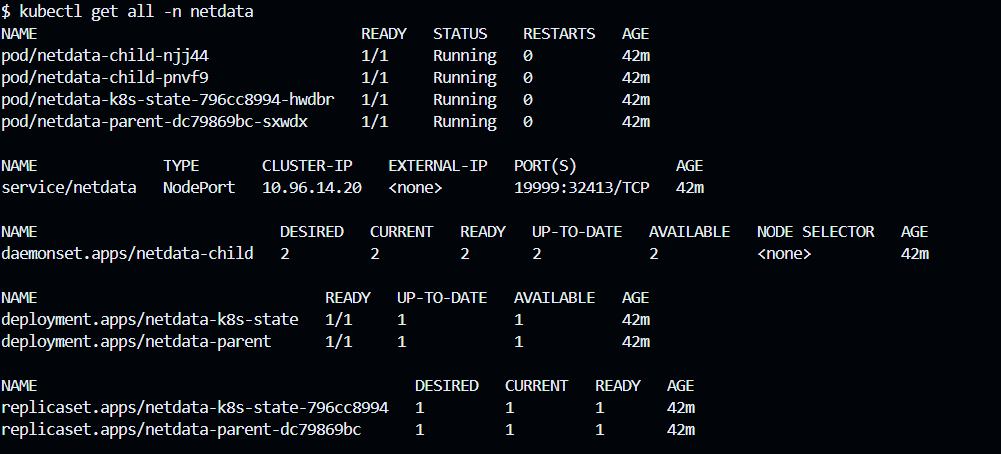 $ kubectl get all -n netdata
NAME READY STATUS RESTARTS AGE
pod/netdata-child-njj44 1/1 Running 0 42m
pod/netdata-child-pnvf9 1/1 Running 0 42m
pod/netdata-k8s-state-796cc8994-hwdbr 1/1 Running 0 42m
pod/netdata-parent-dc79869bc-sxwdx 1/1 Running 0 42m
NAME TYPE CLUSTER-IP EXTERNAL-IP PORT(S) AGE
service/netdata NodePort 10.96.14.20 <none> 19999:32413/TCP 42m
NAME DESIRED CURRENT READY UP-TO-DATE AVAILABLE NODE SELECTOR AGE
daemonset.apps/netdata-child 2 2 2 2 2 <none> 42m
NAME READY UP-TO-DATE AVAILABLE AGE
deployment.apps/netdata-k8s-state 1/1 1 1 42m
deployment.apps/netdata-parent 1/1 1 1 42m
NAME DESIRED CURRENT READY AGE
replicaset.apps/netdata-k8s-state-796cc8994 1 1 1 42m
replicaset.apps/netdata-parent-dc79869bc 1 1 1 42m